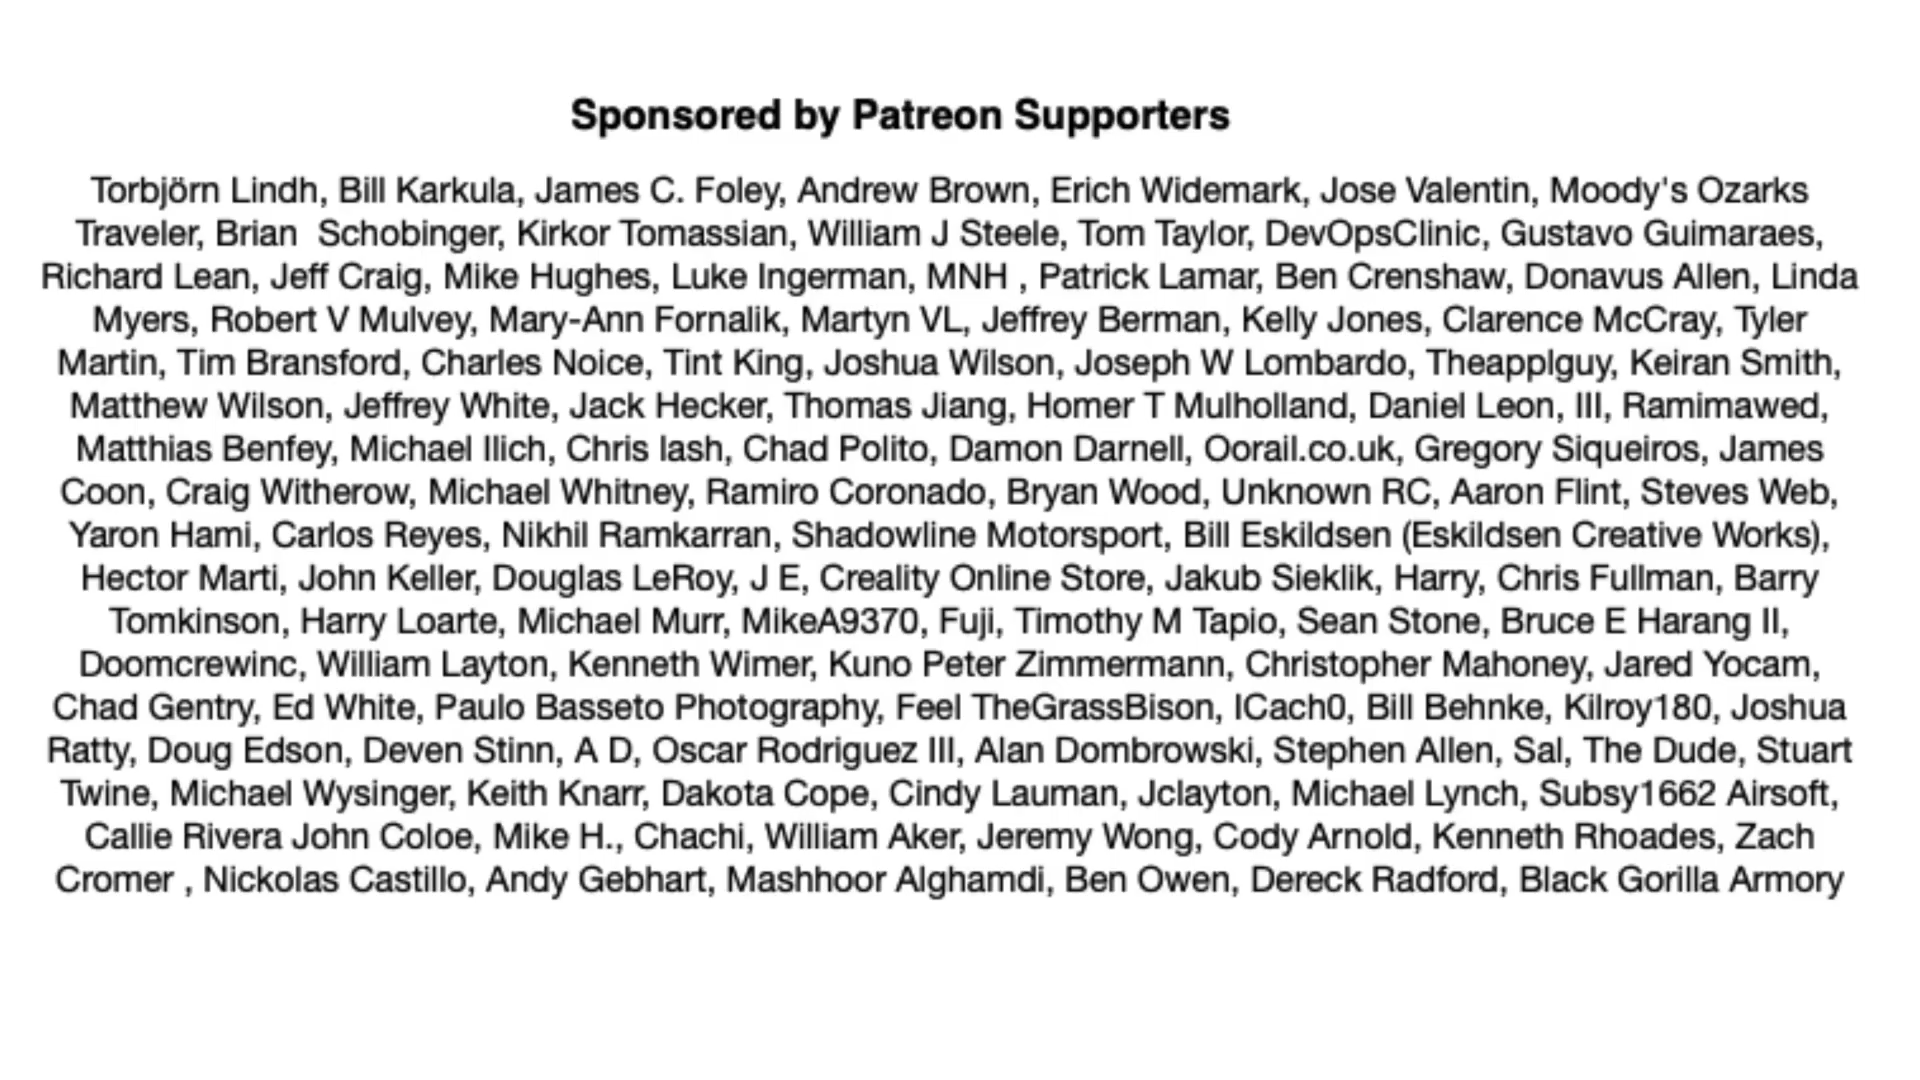 Sponsored by Patreon Supporters
Torbjörn Lindh, Bill Karkula, James C. Foley, Andrew Brown, Erich Widemark, Jose Valentin, Moody's Ozarks
Traveler, Brian  Schobinger, Kirkor Tomassian, William J Steele, Tom Taylor, DevOpsClinic, Gustavo Guimaraes,
Richard Lean, Jeff Craig, Mike Hughes, Luke Ingerman, MNH , Patrick Lamar, Ben Crenshaw, Donavus Allen, Linda
Myers, Robert V Mulvey, Mary-Ann Fornalik, Martyn VL, Jeffrey Berman, Kelly Jones, Clarence McCray, Tyler
Martin, Tim Bransford, Charles Noice, Tint King, Joshua Wilson, Joseph W Lombardo, Theapplguy, Keiran Smith,
Matthew Wilson, Jeffrey White, Jack Hecker, Thomas Jiang, Homer T Mulholland, Daniel Leon, III, Ramimawed,
Matthias Benfey, Michael Ilich, Chris lash, Chad Polito, Damon Darnell, Oorail.co.uk, Gregory Siqueiros, James
Coon, Craig Witherow, Michael Whitney, Ramiro Coronado, Bryan Wood, Unknown RC, Aaron Flint, Steves Web,
Yaron Hami, Carlos Reyes, Nikhil Ramkarran, Shadowline Motorsport, Bill Eskildsen (Eskildsen Creative Works),
Hector Marti, John Keller, Douglas LeRoy, J E, Creality Online Store, Jakub Sieklik, Harry, Chris Fullman, Barry
Tomkinson, Harry Loarte, Michael Murr, MikeA9370, Fuji, Timothy M Tapio, Sean Stone, Bruce E Harang II,
Doomcrewinc, William Layton, Kenneth Wimer, Kuno Peter Zimmermann, Christopher Mahoney, Jared Yocam,
Chad Gentry, Ed White, Paulo Basseto Photography, Feel TheGrassBison, ICach0, Bill Behnke, Kilroy180, Joshua
Ratty, Doug Edson, Deven Stinn, A D, Oscar Rodriguez III, Alan Dombrowski, Stephen Allen, Sal, The Dude, Stuart
Twine, Michael Wysinger, Keith Knarr, Dakota Cope, Cindy Lauman, Jclayton, Michael Lynch, Subsy1662 Airsoft,
Callie Rivera John Coloe, Mike H., Chachi, William Aker, Jeremy Wong, Cody Arnold, Kenneth Rhoades, Zach
Cromer , Nickolas Castillo, Andy Gebhart, Mashhoor Alghamdi, Ben Owen, Dereck Radford, Black Gorilla Armory